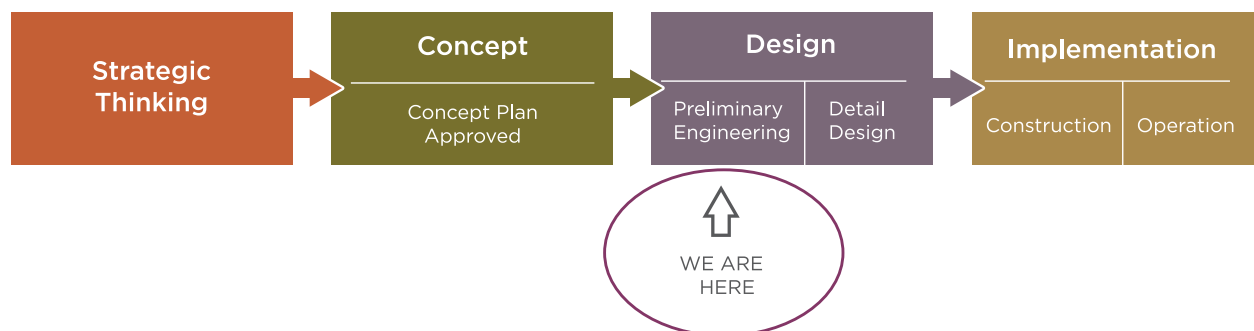 Strategic
Thinking
Concept
Concept Plan
Approved
Design
Preliminary
Engineering
Detail
Design
Implementation
Construction
Operation
WE ARE
HERE